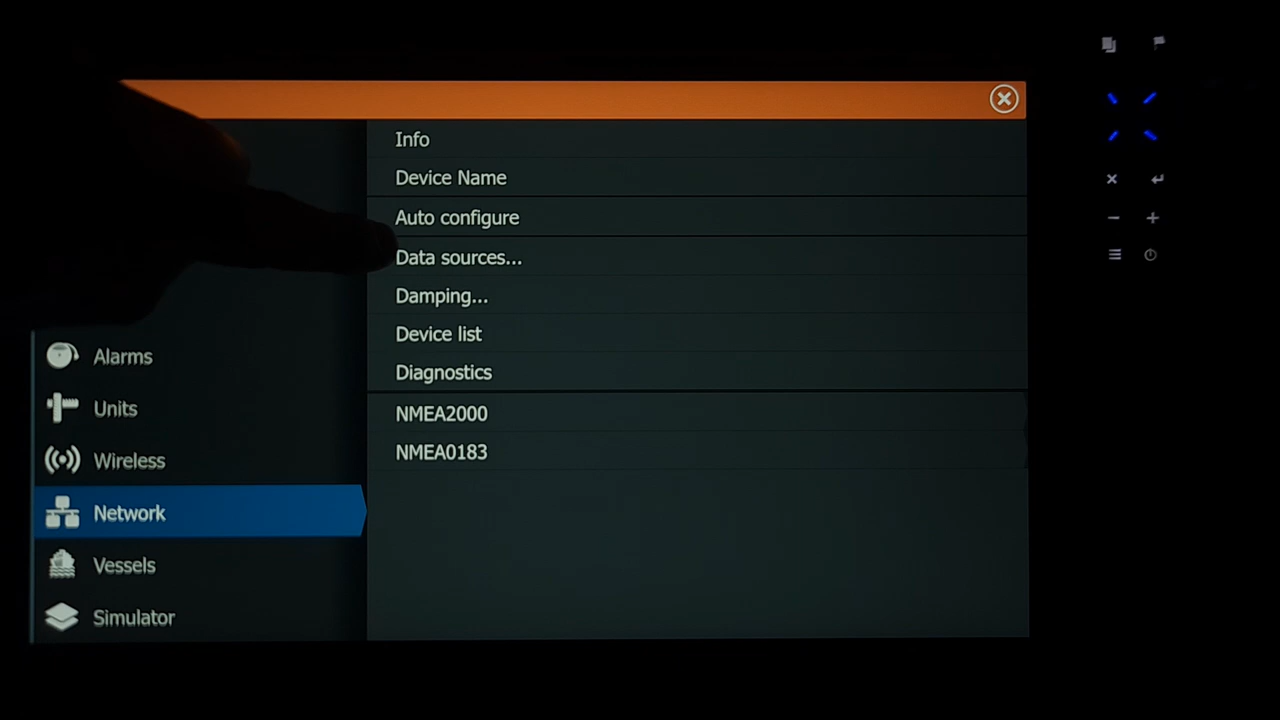 Info
Device Name
Auto configure
Data sources...
Damping...
Device list
Diagnostics
NMEA2000
NMEA0183
Alarms
Units
Wireless
Network
Vessels
Simulator